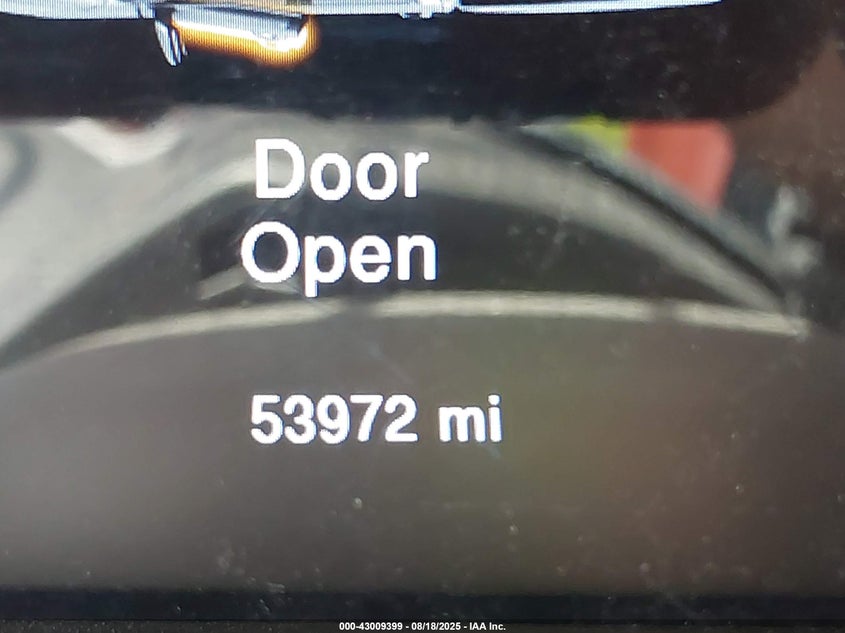 Door
Open
53972 mi
000-43009399 - 08/18/2025 - IAA Inc.